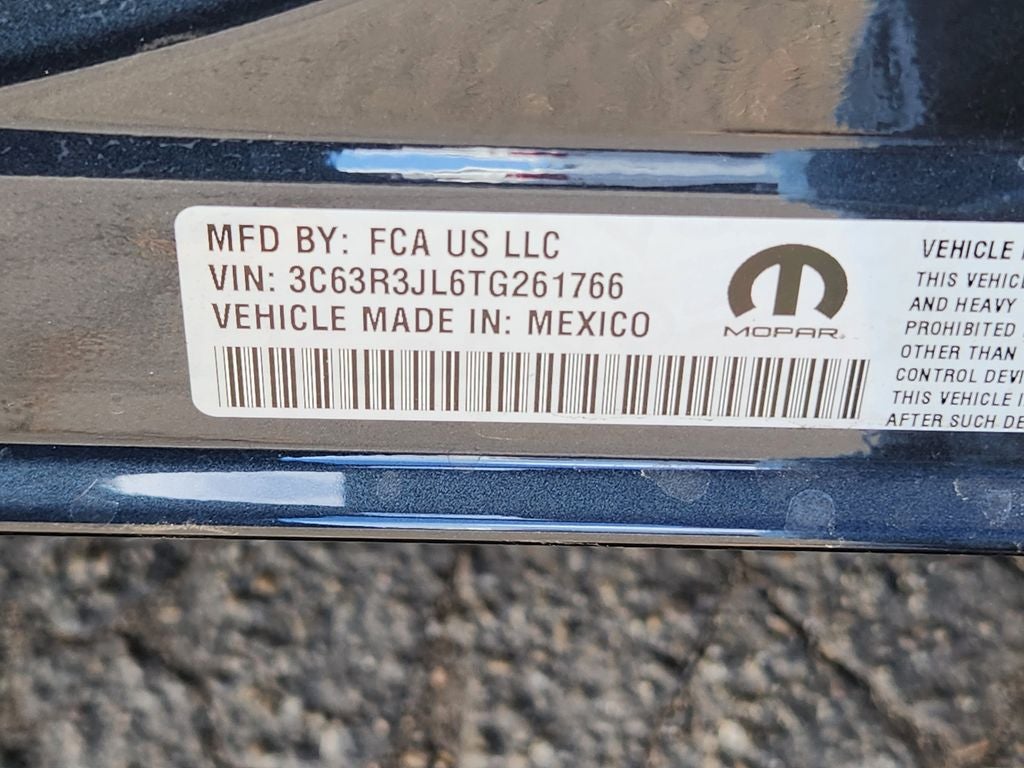 MFD BY: FCA US LLC
VIN: 3C63R3JL6TG261766
VEHICLE MADE IN: MEXICO
MOPAR®
VEHICLE
THIS VEHICL
AND HEAVY
PROHIBITED
OTHER THAN
CONTROL DEVI
THIS VEHICLE I
AFTER SUCH DE